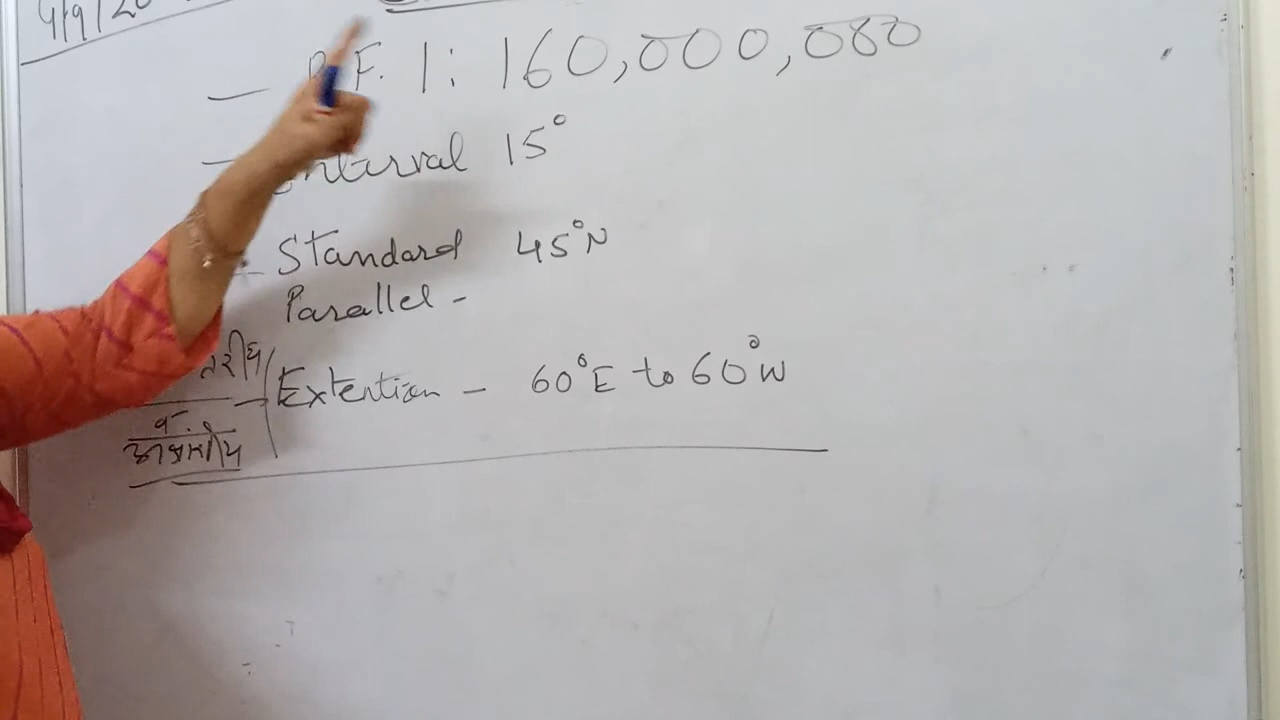 4/9/20
— R.F. 1: 160,000,000
— Interval 15°
Standard 45°N
Parallel -
Extention - 60°E to 60°W